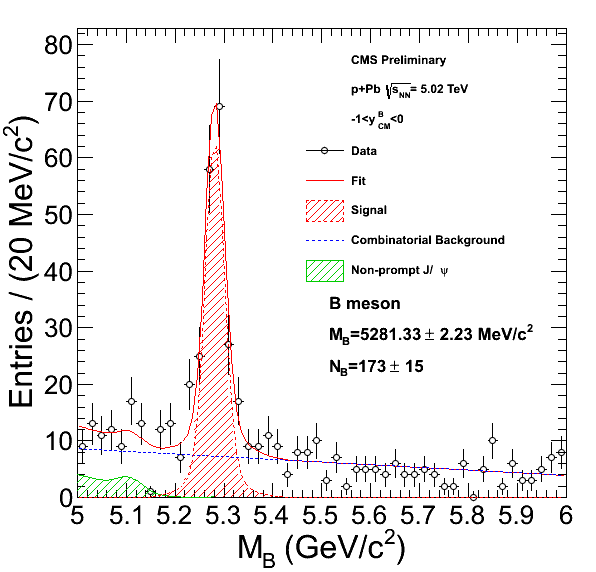 Entries / (20 MeV/c²)
80
70
60
50
40
30
20
10
0
CMS Preliminary
p+Pb √sNN= 5.02 TeV
-1<yBCM<0
Data
Fit
Signal
Combinatorial Background
Non-prompt J/ ψ
B meson
MB=5281.33 ± 2.23 MeV/c²
NB=173 ± 15
5 5.1 5.2 5.3 5.4 5.5 5.6 5.7 5.8 5.9 6
MB (GeV/c²)